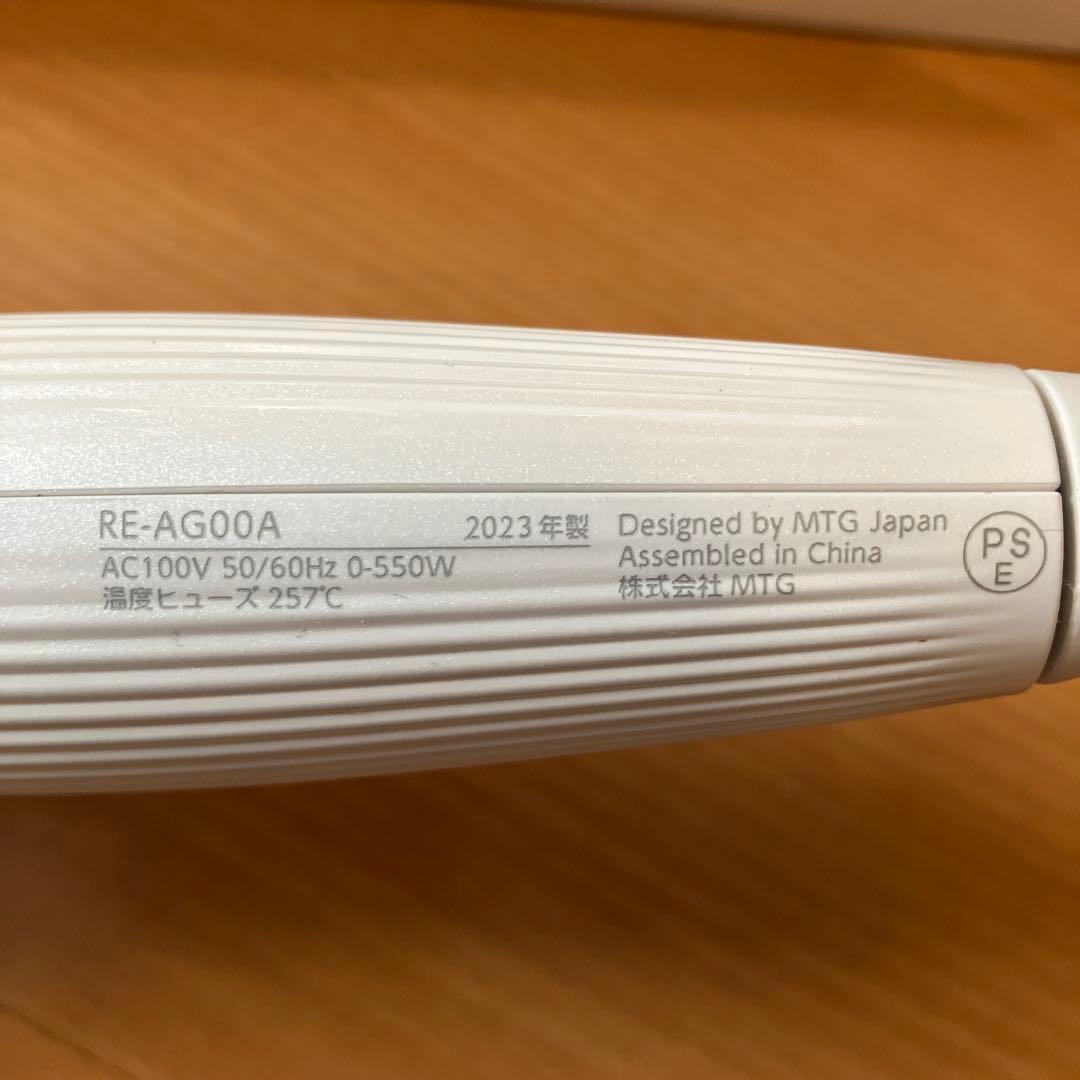 RE-AG00A 2023年製
AC100V 50/60Hz 0-550W
温度ヒューズ 257℃
Designed by MTG Japan
Assembled in China
株式会社 MTG
PS
E